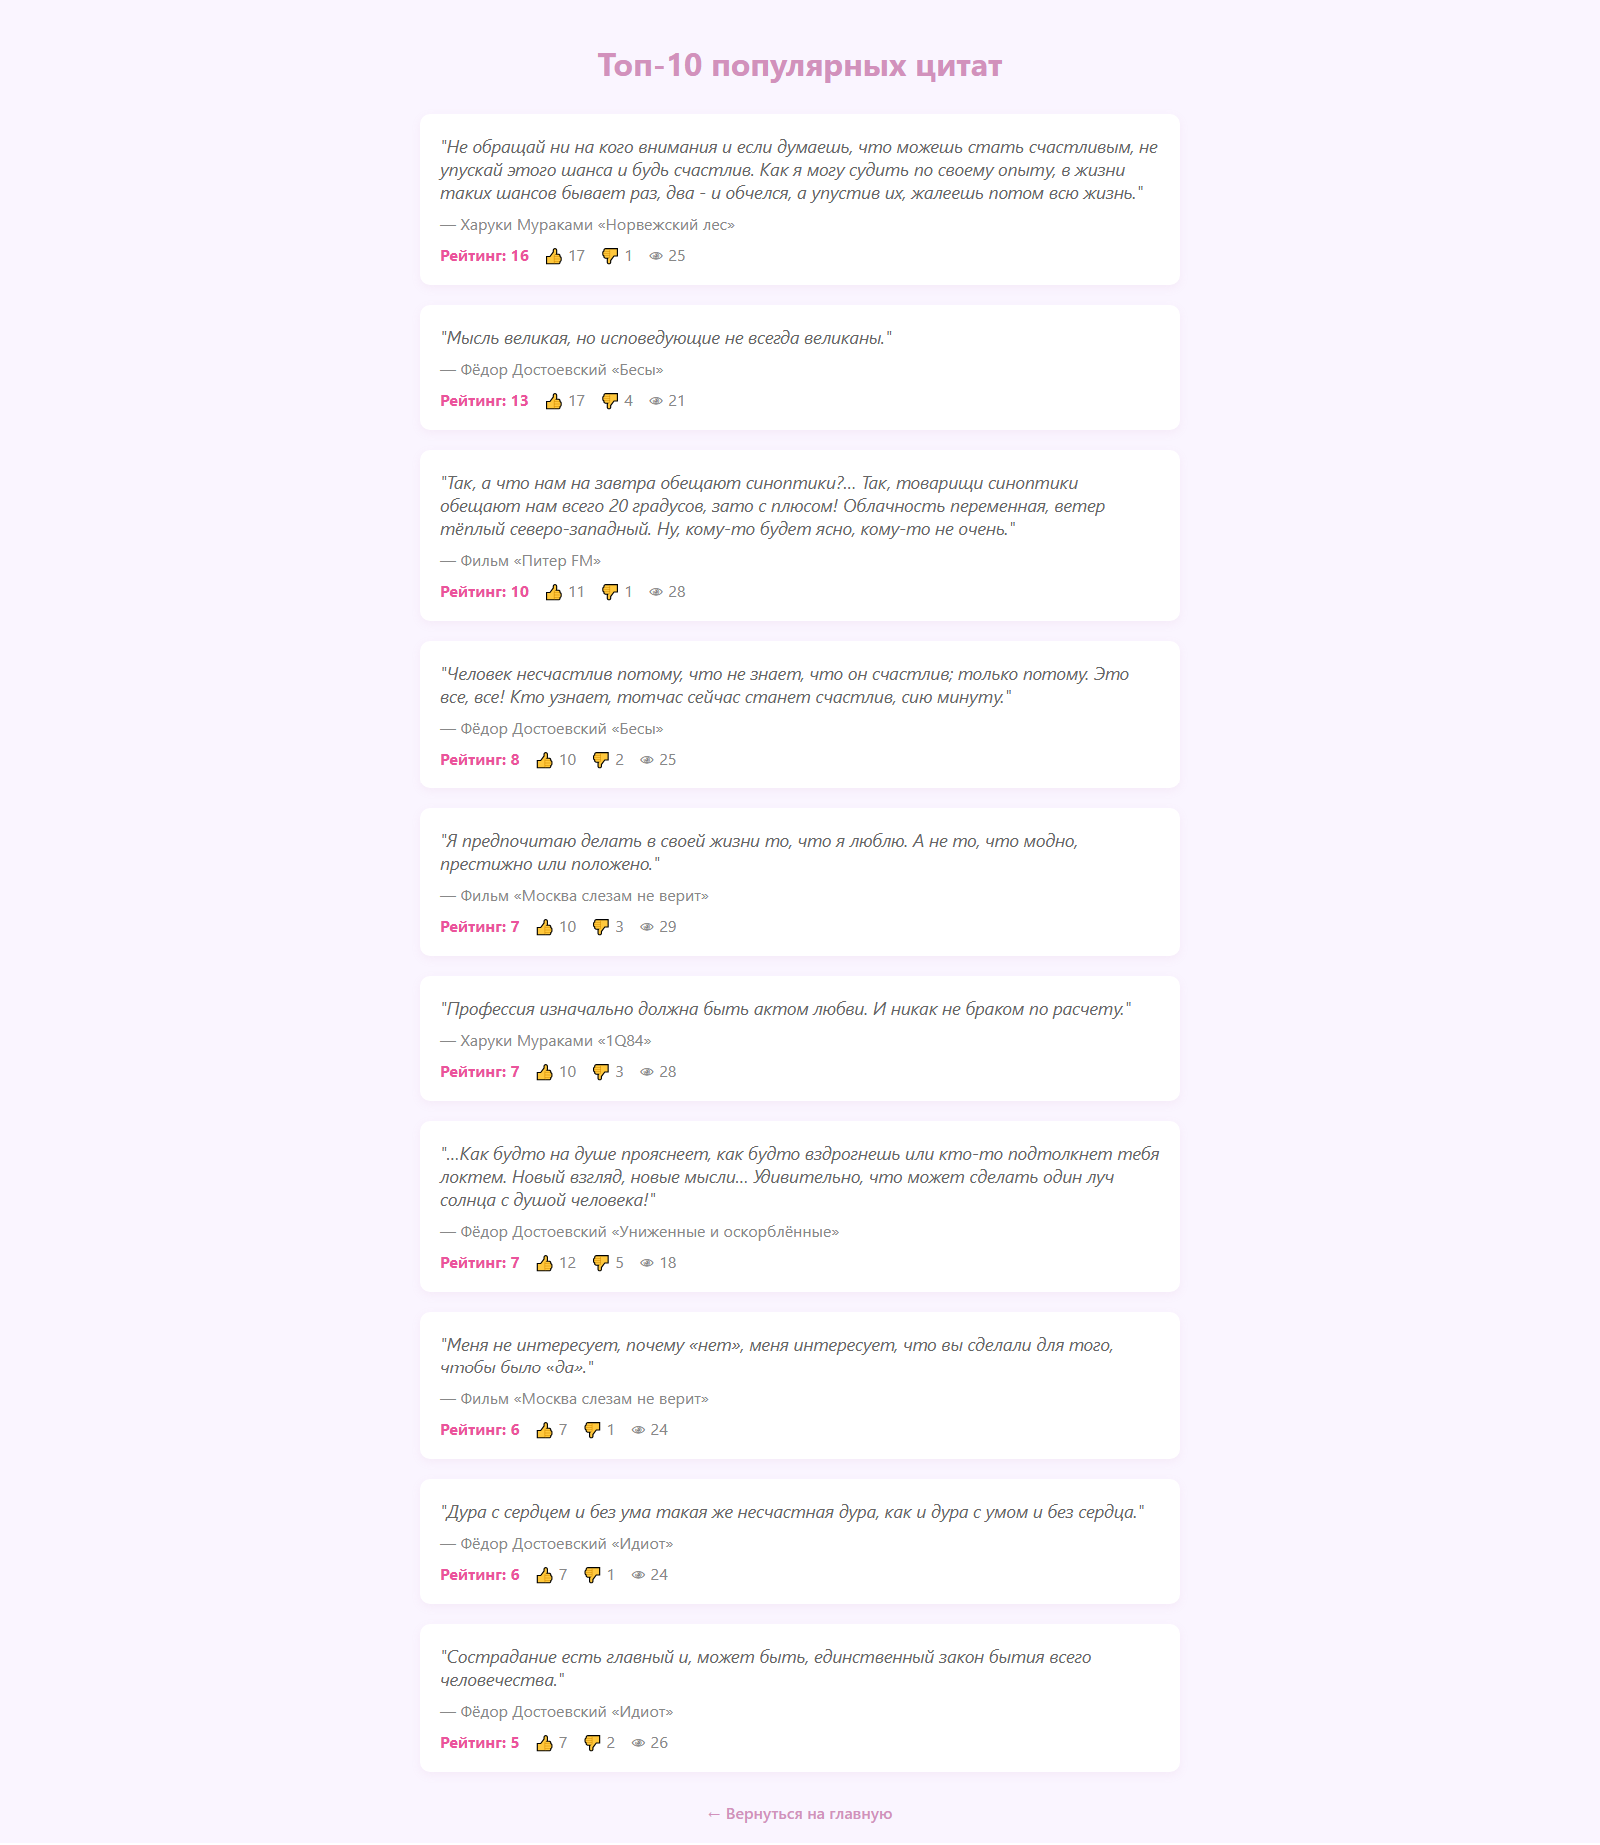 Топ-10 популярных цитат
"Не обращай ни на кого внимания и если думаешь, что можешь стать счастливым, не
упускай этого шанса и будь счастлив. Как я могу судить по своему опыту, в жизни
таких шансов бывает раз, два - и обчелся, а упустив их, жалеешь потом всю жизнь."
— Харуки Мураками «Норвежский лес»
Рейтинг: 16 👍 17 👎 1 👁 25
"Мысль великая, но исповедующие не всегда великаны."
— Фёдор Достоевский «Бесы»
Рейтинг: 13 👍 17 👎 4 👁 21
"Так, а что нам на завтра обещают синоптики?... Так, товарищи синоптики
обещают нам всего 20 градусов, зато с плюсом! Облачность переменная, ветер
тёплый северо-западный. Ну, кому-то будет ясно, кому-то не очень."
— Фильм «Питер FM»
Рейтинг: 10 👍 11 👎 1 👁 28
"Человек несчастлив потому, что не знает, что он счастлив; только потому. Это
все, все! Кто узнает, тотчас сейчас станет счастлив, сию минуту."
— Фёдор Достоевский «Бесы»
Рейтинг: 8 👍 10 👎 2 👁 25
"Я предпочитаю делать в своей жизни то, что я люблю. А не то, что модно,
престижно или положено."
— Фильм «Москва слезам не верит»
Рейтинг: 7 👍 10 👎 3 👁 29
"Профессия изначально должна быть актом любви. И никак не браком по расчету."
— Харуки Мураками «1Q84»
Рейтинг: 7 👍 10 👎 3 👁 28
"...Как будто на душе прояснеет, как будто вздрогнешь или кто-то подтолкнет тебя
локтем. Новый взгляд, новые мысли... Удивительно, что может сделать один луч
солнца с душой человека!"
— Фёдор Достоевский «Униженные и оскорблённые»
Рейтинг: 7 👍 12 👎 5 👁 18
"Меня не интересует, почему «нет», меня интересует, что вы сделали для того,
чтобы было «да»."
— Фильм «Москва слезам не верит»
Рейтинг: 6 👍 7 👎 1 👁 24
"Дура с сердцем и без ума такая же несчастная дура, как и дура с умом и без сердца."
— Фёдор Достоевский «Идиот»
Рейтинг: 6 👍 7 👎 1 👁 24
"Сострадание есть главный и, может быть, единственный закон бытия всего
человечества."
— Фёдор Достоевский «Идиот»
Рейтинг: 5 👍 7 👎 2 👁 26
← Вернуться на главную